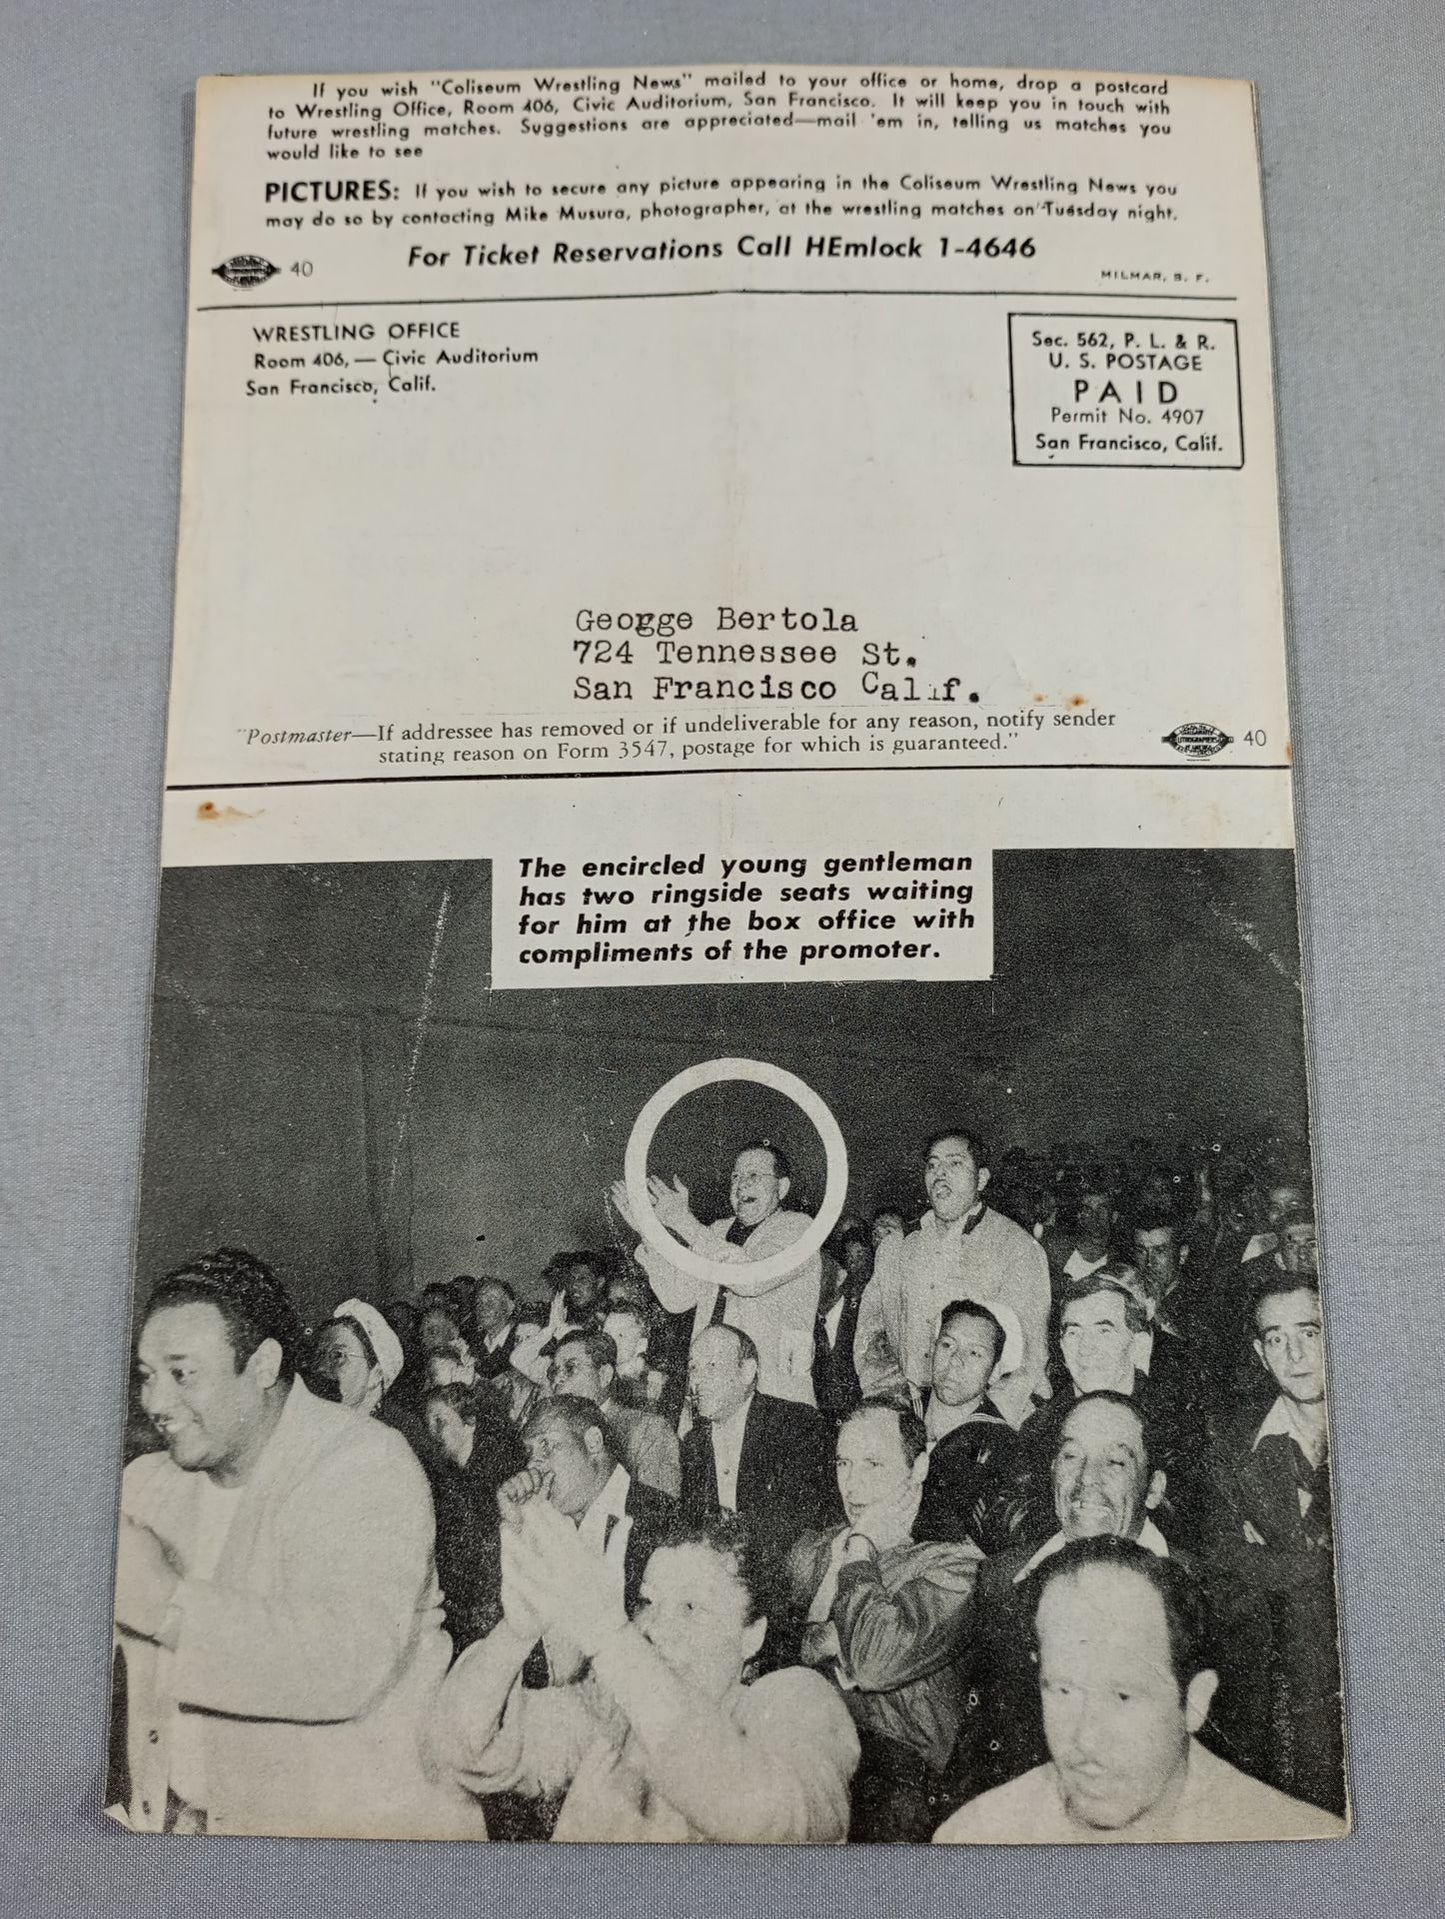 If you wish "Coliseum Wrestling News" mailed to your office or home, drop a postcard
to Wrestling Office, Room 406, Civic Auditorium, San Francisco. It will keep you in touch with
future wrestling matches. Suggestions are appreciated—mail 'em in, telling us matches you
would like to see
PICTURES: If you wish to secure any picture appearing in the Coliseum Wrestling News you
may do so by contacting Mike Musura, photographer, at the wrestling matches on Tuesday night.
For Ticket Reservations Call HEmlock 1-4646
40
MILMAR, S. F.
WRESTLING OFFICE
Room 406, — Civic Auditorium
San Francisco, Calif.
Sec. 562, P. L. & R.
U. S. POSTAGE
PAID
Permit No. 4907
San Francisco, Calif.
Geogge Bertola
724 Tennessee St.
San Francisco Calif.
"Postmaster—If addressee has removed or if undeliverable for any reason, notify sender
stating reason on Form 3547, postage for which is guaranteed."
40
The encircled young gentleman
has two ringside seats waiting
for him at the box office with
compliments of the promoter.